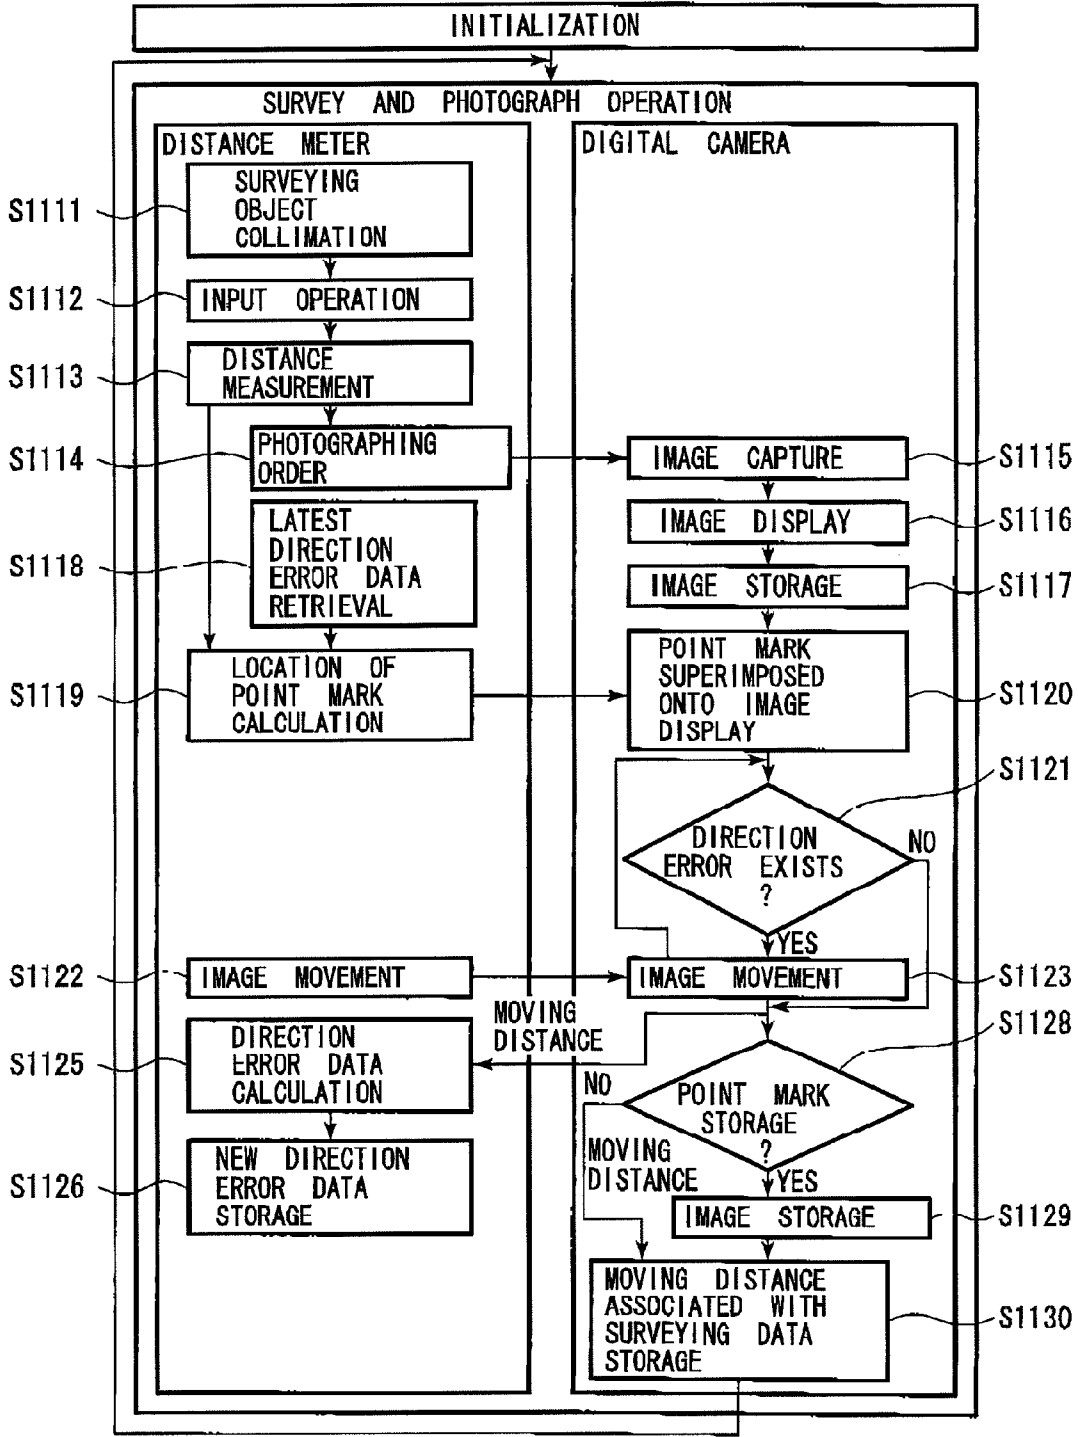 INITIALIZATION
SURVEY AND PHOTOGRAPH OPERATION
DISTANCE METER
SURVEYING
OBJECT
COLLIMATION
S1111
INPUT OPERATION
S1112
DISTANCE
MEASUREMENT
S1113
PHOTOGRAPHING
ORDER
S1114
LATEST
DIRECTION
ERROR DATA
RETRIEVAL
S1118
LOCATION OF
POINT MARK
CALCULATION
S1119
IMAGE MOVEMENT
S1122
DIRECTION
ERROR DATA
CALCULATION
S1125
NEW DIRECTION
ERROR DATA
STORAGE
S1126
DIGITAL CAMERA
IMAGE CAPTURE
S1115
IMAGE DISPLAY
S1116
IMAGE STORAGE
S1117
POINT MARK
SUPERIMPOSED
ONTO IMAGE
DISPLAY
S1120
S1121
DIRECTION
ERROR EXISTS
?
NO
YES
IMAGE MOVEMENT
S1123
MOVING
DISTANCE
S1128
POINT MARK
STORAGE
?
NO
MOVING
DISTANCE
YES
IMAGE STORAGE
S1129
MOVING DISTANCE
ASSOCIATED WITH
SURVEYING DATA
STORAGE
S1130